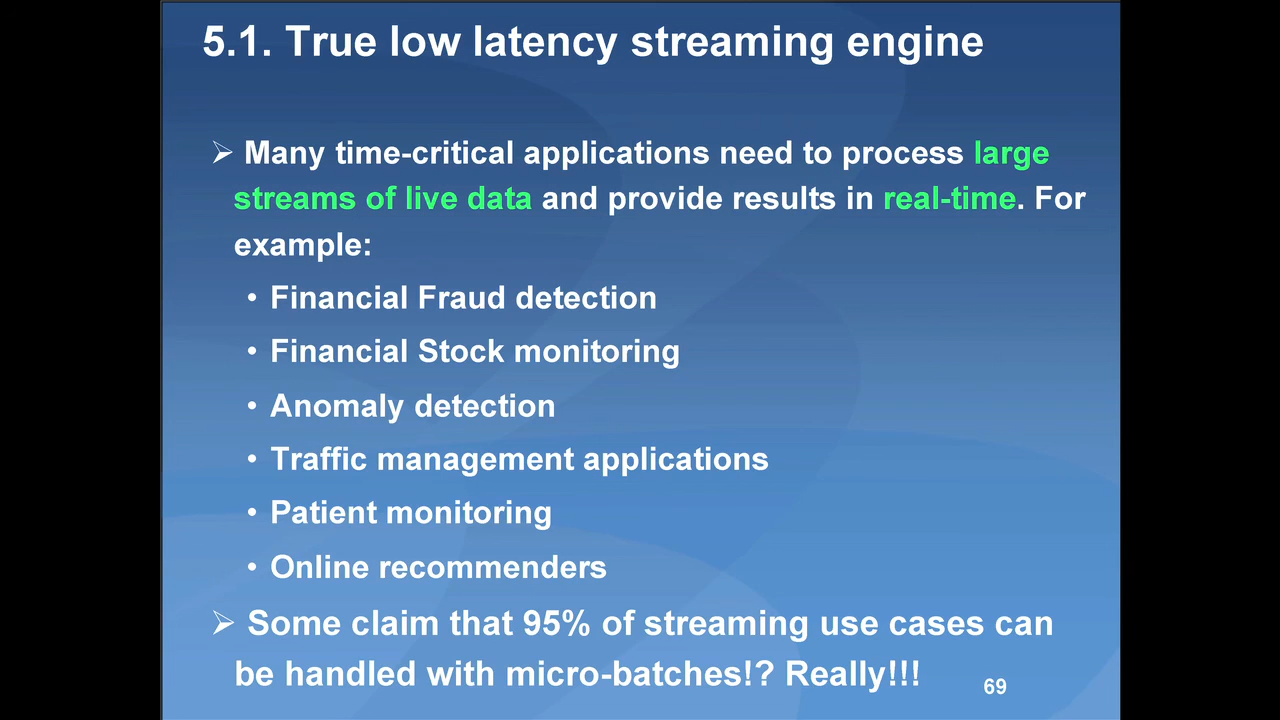 5.1. True low latency streaming engine
➢ Many time-critical applications need to process large
streams of live data and provide results in real-time. For
example:
• Financial Fraud detection
• Financial Stock monitoring
• Anomaly detection
• Traffic management applications
• Patient monitoring
• Online recommenders
➢ Some claim that 95% of streaming use cases can
be handled with micro-batches!? Really!!!
69